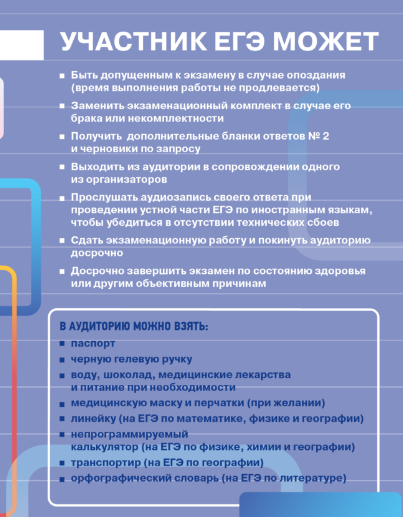 УЧАСТНИК ЕГЭ МОЖЕТ
Быть допущенным к экзамену в случае опоздания
(время выполнения работы не продлевается)
Заменить экзаменационный комплект в случае его
брака или некомплектности
Получить дополнительные бланки ответов № 2
и черновики по запросу
Выходить из аудитории в сопровождении одного
из организаторов
Прослушать аудиозапись своего ответа при
проведении устной части ЕГЭ по иностранным языкам,
чтобы убедиться в отсутствии технических сбоев
Сдать экзаменационную работу и покинуть аудиторию
досрочно
Досрочно завершить экзамен по состоянию здоровья
или другим объективным причинам
В АУДИТОРИЮ МОЖНО ВЗЯТЬ:
паспорт
черную гелевую ручку
воду, шоколад, медицинские лекарства
и питание при необходимости
медицинскую маску и перчатки (при желании)
линейку (на ЕГЭ по математике, физике и географии)
непрограммируемый
калькулятор (на ЕГЭ по физике, химии и географии)
транспортир (на ЕГЭ по географии)
орфографический словарь (на ЕГЭ по литературе)